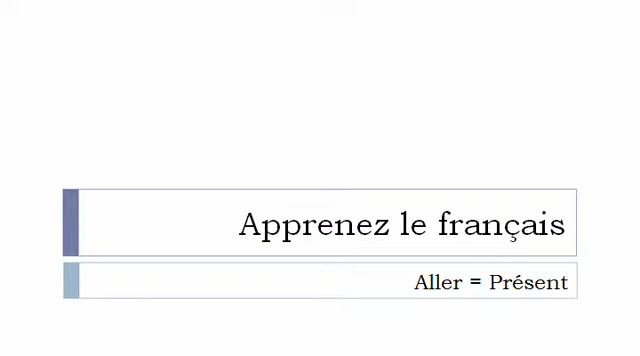 Apprenez le français
Aller = Présent